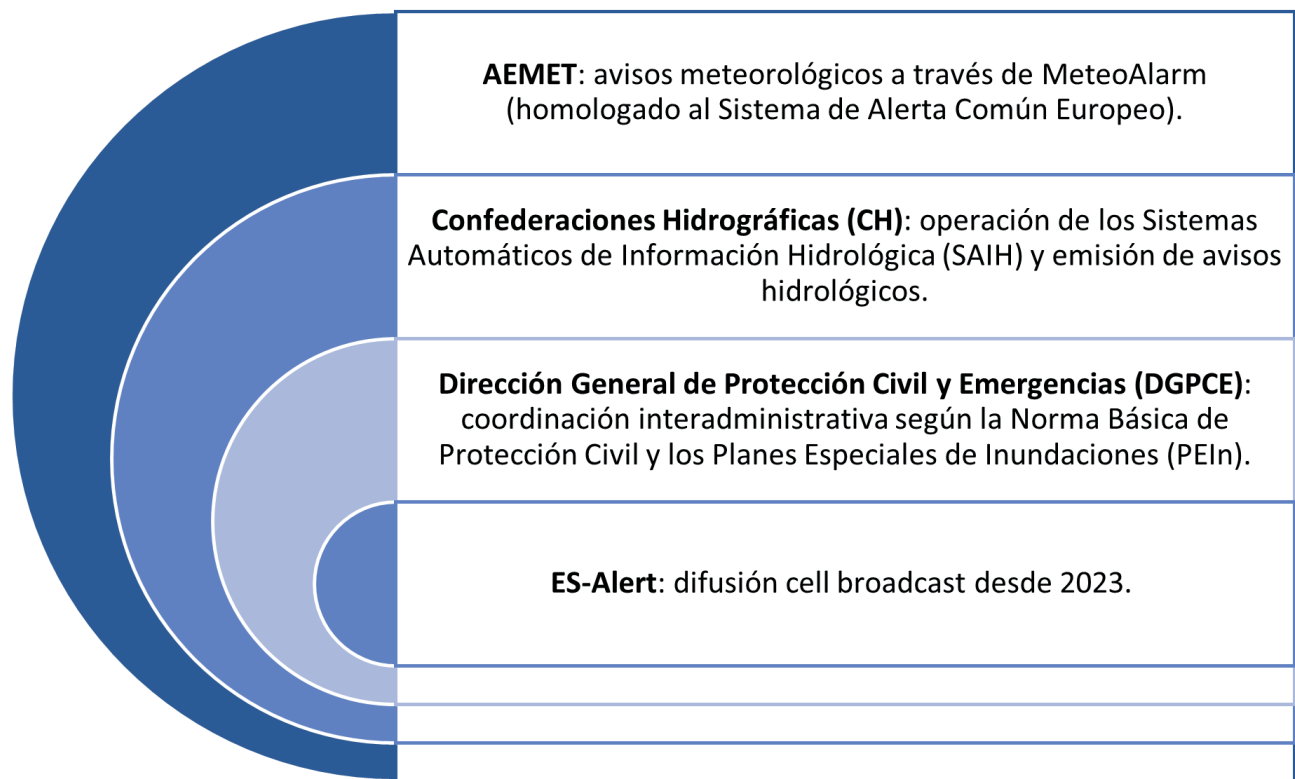 AEMET: avisos meteorológicos a través de MeteoAlarm
(homologado al Sistema de Alerta Común Europeo).
Confederaciones Hidrográficas (CH): operación de los Sistemas
Automáticos de Información Hidrológica (SAIH) y emisión de avisos
hidrológicos.
Dirección General de Protección Civil y Emergencias (DGPCE):
coordinación interadministrativa según la Norma Básica de
Protección Civil y los Planes Especiales de Inundaciones (PEIn).
ES-Alert: difusión cell broadcast desde 2023.